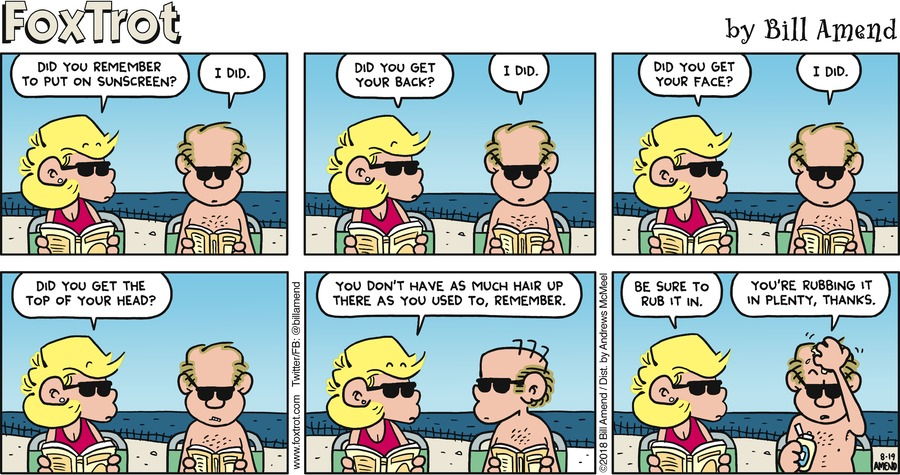 FoxTrot
by Bill Amend
DID YOU REMEMBER
TO PUT ON SUNSCREEN?
I DID.
DID YOU GET
YOUR BACK?
I DID.
DID YOU GET
YOUR FACE?
I DID.
DID YOU GET THE
TOP OF YOUR HEAD?
www.foxtrot.com Twitter/FB: @billamend
YOU DON'T HAVE AS MUCH HAIR UP
THERE AS YOU USED TO, REMEMBER.
©2018 Bill Amend / Dist. by Andrews McMeel
BE SURE TO
RUB IT IN.
YOU'RE RUBBING IT
IN PLENTY, THANKS.
8-19
AMEND